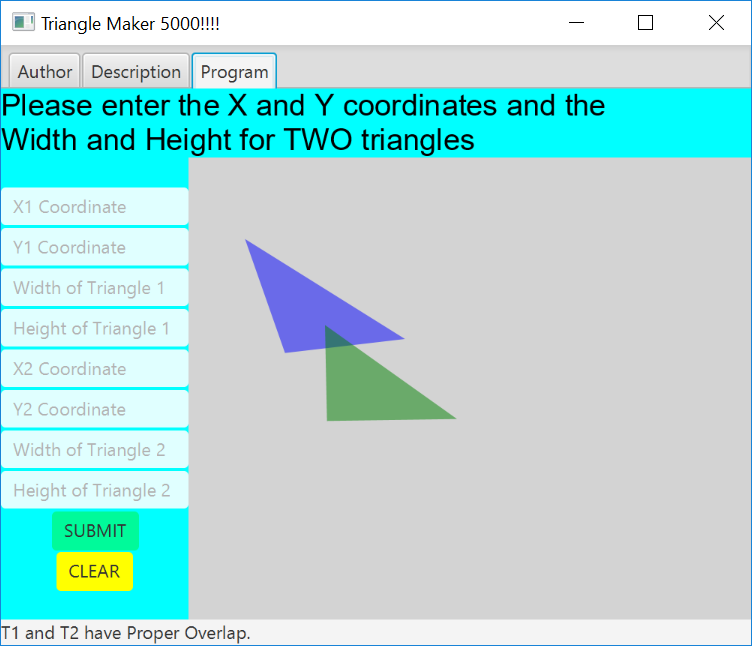 Triangle Maker 5000!!!!
Author Description Program
Please enter the X and Y coordinates and the
Width and Height for TWO triangles
X1 Coordinate
Y1 Coordinate
Width of Triangle 1
Height of Triangle 1
X2 Coordinate
Y2 Coordinate
Width of Triangle 2
Height of Triangle 2
SUBMIT
CLEAR
T1 and T2 have Proper Overlap.